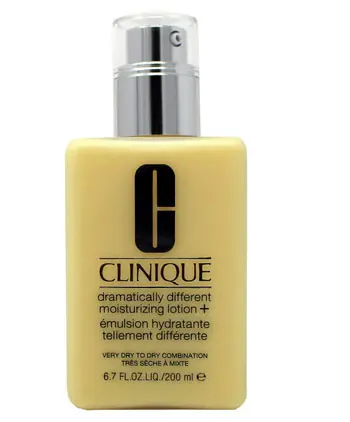 C
CLINIQUE
dramatically different
moisturizing lotion+
émulsion hydratante
tellement différente
VERY DRY TO DRY COMBINATION
TRÈS SÈCHE À MIXTE
6.7 FL.OZ.LIQ./200 ml ℮